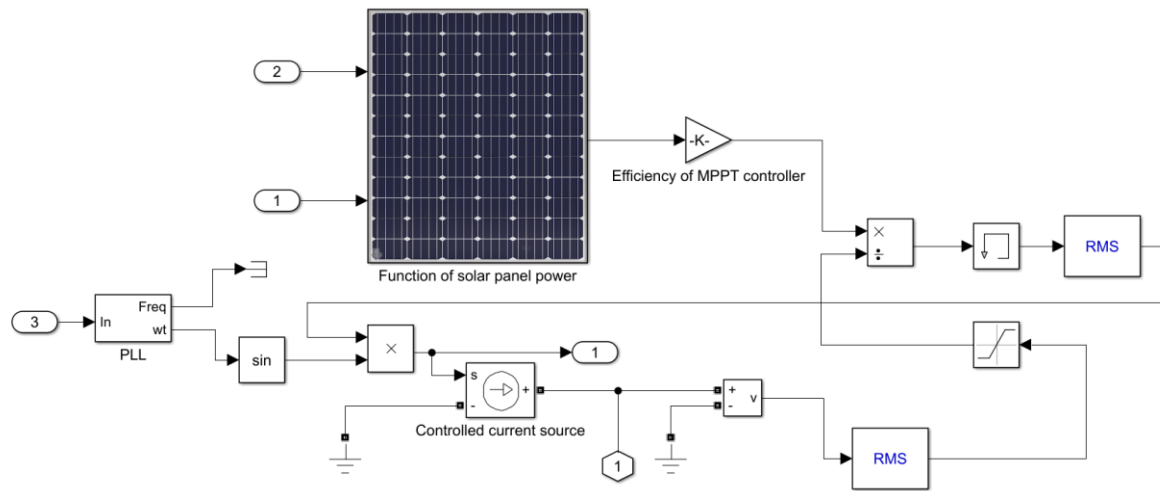 2
-K-
Efficiency of MPPT controller
1
×
÷
RMS
Function of solar panel power
Freq
3
In
wt
PLL
sin
×
1
s
+
-
+
-
v
Controlled current source
1
RMS